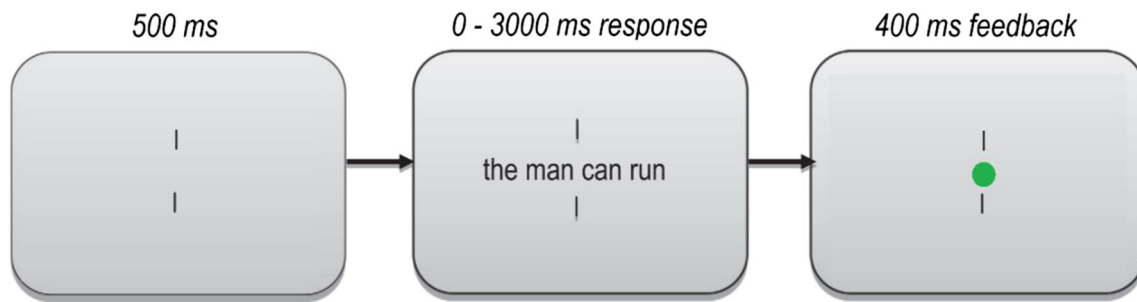 500 ms
0 - 3000 ms response
400 ms feedback
the man can run